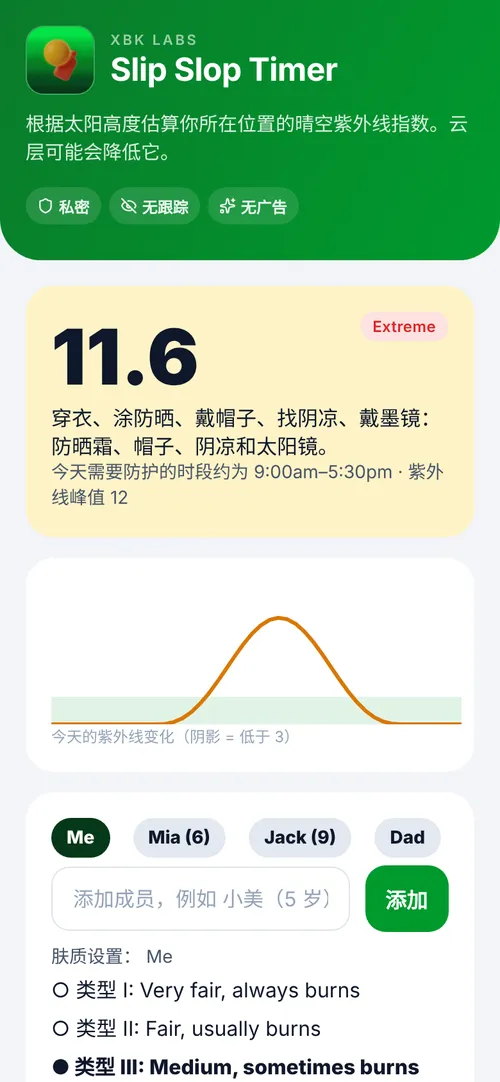 XBK LABS
Slip Slop Timer
根据太阳高度估算你所在位置的晴空紫外线指数。云
层可能会降低它。
私密
无跟踪
无广告
Extreme
11.6
穿衣、涂防晒、戴帽子、找阴凉、戴墨镜：
防晒霜、帽子、阴凉和太阳镜。
今天需要防护的时段约为 9:00am–5:30pm · 紫外
线峰值 12
今天的紫外线变化（阴影 = 低于 3）
Me
Mia (6)
Jack (9)
Dad
添加成员，例如 小美（5 岁）
添加
肤质设置： Me
类型 I: Very fair, always burns
类型 II: Fair, usually burns
类型 III: Medium, sometimes burns